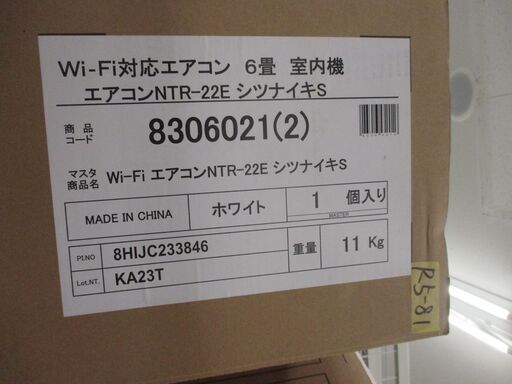 Wi-Fi対応エアコン 6畳 室内機
エアコンNTR-22E シツナイキS
商品
コード
8306021(2)
マスタ
商品名
Wi-Fi エアコンNTR-22E シツナイキS
MADE IN CHINA
ホワイト
1 個入り
MASTER
PI.NO
8HIJC233846
重量
11 Kg
Lot.NT.
KA23T
R5-81